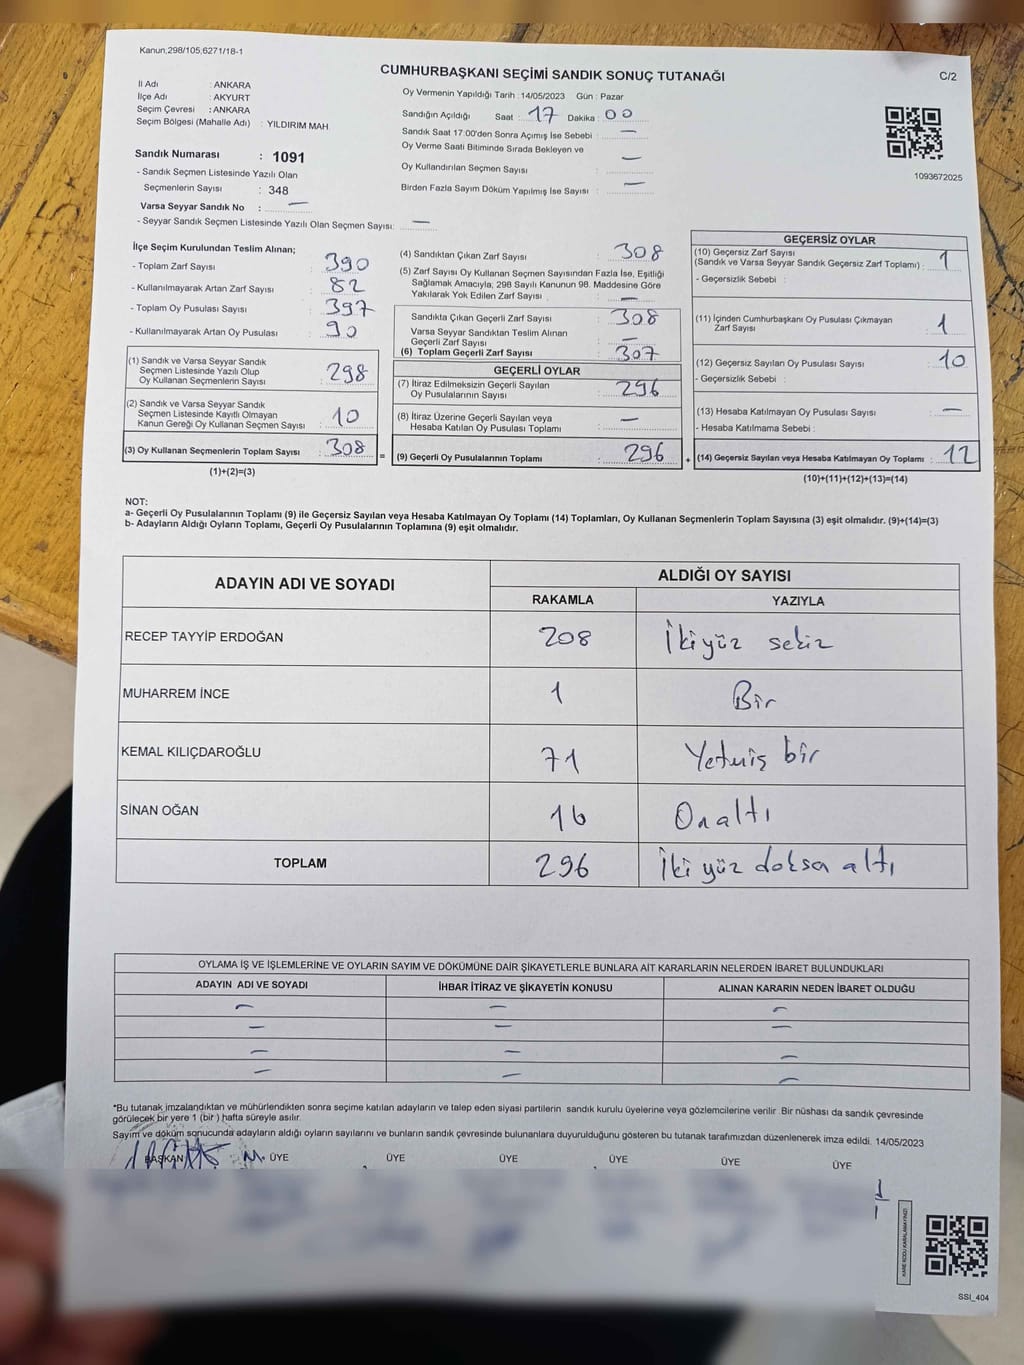 Kanun;298/105,6271/18-1
CUMHURBAŞKANI SEÇİMİ SANDIK SONUÇ TUTANAĞI
C/2
İl Adı : ANKARA
İlçe Adı : AKYURT
Seçim Çevresi : ANKARA
Seçim Bölgesi (Mahalle Adı) : YILDIRIM MAH
Sandık Numarası : 1091
- Sandık Seçmen Listesinde Yazılı Olan
Seçmenlerin Sayısı : 348
Varsa Seyyar Sandık No : —
- Seyyar Sandık Seçmen Listesinde Yazılı Olan Seçmen Sayısı: —
Oy Vermenin Yapıldığı Tarih :14/05/2023 Gün : Pazar
Sandığın Açıldığı Saat : 17 Dakika : 00
Sandık Saat 17:00'den Sonra Açımış İse Sebebi : —
Oy Verme Saati Bitiminde Sırada Bekleyen ve
Oy Kullandırılan Seçmen Sayısı : —
Birden Fazla Sayım Döküm Yapılmış İse Sayısı : —
1093672025
İlçe Seçim Kurulundan Teslim Alınan;
- Toplam Zarf Sayısı : 390
- Kullanılmayarak Artan Zarf Sayısı : 82
- Toplam Oy Pusulası Sayısı : 397
- Kullanılmayarak Artan Oy Pusulası : 90
(1) Sandık ve Varsa Seyyar Sandık
Seçmen Listesinde Yazılı Olup
Oy Kullanan Seçmenlerin Sayısı : 298
(2) Sandık ve Varsa Seyyar Sandık
Seçmen Listesinde Kayıtlı Olmayan
Kanun Gereği Oy Kullanan Seçmen Sayısı : 10
(3) Oy Kullanan Seçmenlerin Toplam Sayısı : 308
(1)+(2)=(3)
=
(4) Sandıktan Çıkan Zarf Sayısı : 308
(5) Zarf Sayısı Oy Kullanan Seçmen Sayısından Fazla İse, Eşitliği
Sağlamak Amacıyla; 298 Sayılı Kanunun 98. Maddesine Göre
Yakılarak Yok Edilen Zarf Sayısı : —
Sandıkta Çıkan Geçerli Zarf Sayısı : 308
Varsa Seyyar Sandıktan Teslim Alınan
Geçerli Zarf Sayısı : —
(6) Toplam Geçerli Zarf Sayısı : 307
GEÇERLİ OYLAR
(7) İtiraz Edilmeksizin Geçerli Sayılan
Oy Pusulalarının Sayısı : 296
(8) İtiraz Üzerine Geçerli Sayılan veya
Hesaba Katılan Oy Pusulası Toplamı : —
(9) Geçerli Oy Pusulalarının Toplamı : 296
+
GEÇERSİZ OYLAR
(10) Geçersiz Zarf Sayısı
(Sandık ve Varsa Seyyar Sandık Geçersiz Zarf Toplamı) : 1
- Geçersizlik Sebebi :
(11) İçinden Cumhurbaşkanı Oy Pusulası Çıkmayan
Zarf Sayısı : 1
(12) Geçersiz Sayılan Oy Pusulası Sayısı : 10
- Geçersizlik Sebebi :
(13) Hesaba Katılmayan Oy Pusulası Sayısı : —
- Hesaba Katılmama Sebebi :
(14) Geçersiz Sayılan veya Hesaba Katılmayan Oy Toplamı : 12
(10)+(11)+(12)+(13)=(14)
NOT:
a- Geçerli Oy Pusulalarının Toplamı (9) ile Geçersiz Sayılan veya Hesaba Katılmayan Oy Toplamı (14) Toplamları, Oy Kullanan Seçmenlerin Toplam Sayısına (3) eşit olmalıdır. (9)+(14)=(3)
b- Adayların Aldığı Oyların Toplamı, Geçerli Oy Pusulalarının Toplamına (9) eşit olmalıdır.
ADAYIN ADI VE SOYADI
ALDIĞI OY SAYISI
RAKAMLA YAZIYLA
RECEP TAYYİP ERDOĞAN 208 İkiyüz sekiz
MUHARREM İNCE 1 Bir
KEMAL KILIÇDAROĞLU 71 Yetmiş bir
SİNAN OĞAN 16 Onaltı
TOPLAM 296 İki yüz doksa altı
OYLAMA İŞ VE İŞLEMLERİNE VE OYLARIN SAYIM VE DÖKÜMÜNE DAİR ŞİKAYETLERLE BUNLARA AİT KARARLARIN NELERDEN İBARET BULUNDUKLARI
ADAYIN ADI VE SOYADI İHBAR İTİRAZ VE ŞİKAYETİN KONUSU ALINAN KARARIN NEDEN İBARET OLDUĞU
— — —
— — —
— — —
— — —
*Bu tutanak imzalandıktan ve mühürlendikten sonra seçime katılan adayların ve talep eden siyasi partilerin sandık kurulu üyelerine veya gözlemcilerine verilir. Bir nüshası da sandık çevresinde
görülecek bir yere 1 (bir ) hafta süreyle asılır.
Sayım ve döküm sonucunda adayların aldığı oyların sayılarını ve bunların sandık çevresinde bulunanlara duyurulduğunu gösteren bu tutanak tarafımızdan düzenlenerek imza edildi. 14/05/2023
BAŞKAN ÜYE ÜYE ÜYE ÜYE ÜYE ÜYE
KARE KODU KARALAMAYINIZ!
SSI_404